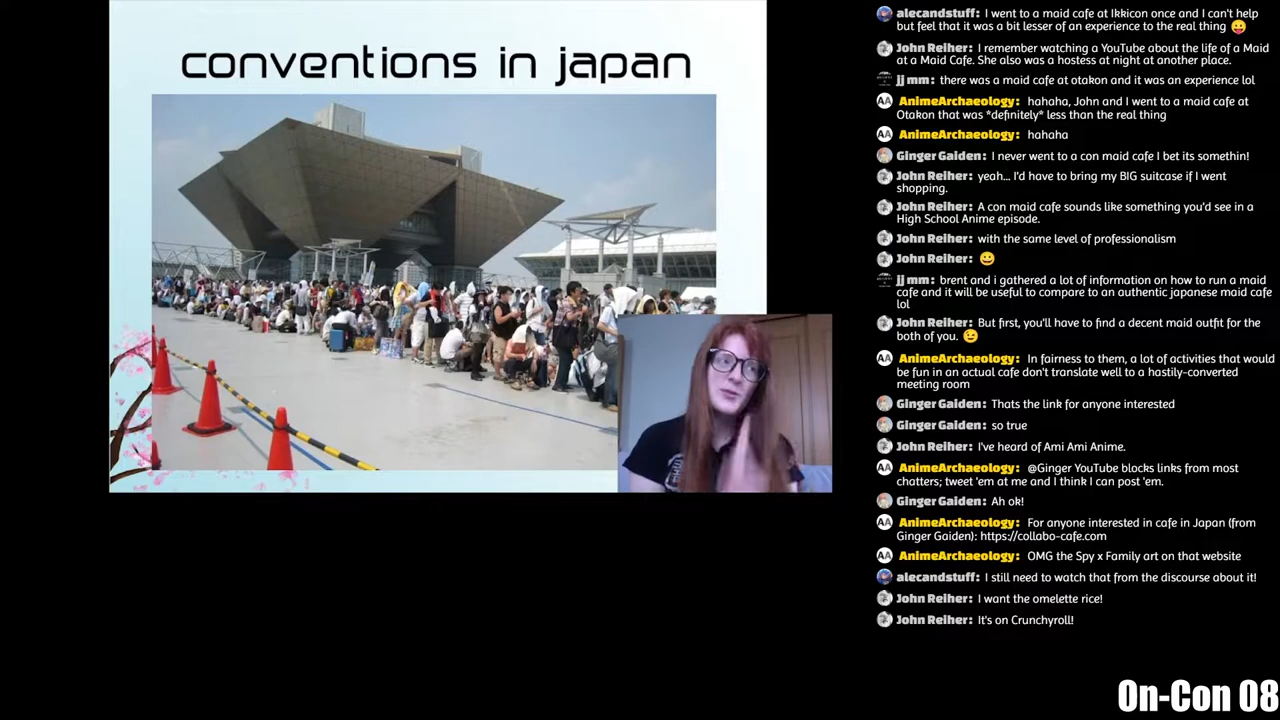 conventions in japan
alecandstuff: I went to a maid cafe at Ikkicon once and I can't help
but feel that it was a bit lesser of an experience to the real thing 😛
John Reiher: I remember watching a YouTube about the life of a Maid
at a Maid Cafe. She also was a hostess at night at another place.
jj mm: there was a maid cafe at otakon and it was an experience lol
AA AnimeArchaeology: hahaha, John and I went to a maid cafe at
Otakon that was *definitely* less than the real thing
AA AnimeArchaeology: hahaha
Ginger Gaiden: I never went to a con maid cafe I bet its somethin!
John Reiher: yeah... I'd have to bring my BIG suitcase if I went
shopping.
John Reiher: A con maid cafe sounds like something you'd see in a
High School Anime episode.
John Reiher: with the same level of professionalism
John Reiher: 😀
jj mm: brent and i gathered a lot of information on how to run a maid
cafe and it will be useful to compare to an authentic japanese maid cafe
lol
John Reiher: But first, you'll have to find a decent maid outfit for the
both of you. 😉
AA AnimeArchaeology: In fairness to them, a lot of activities that would
be fun in an actual cafe don't translate well to a hastily-converted
meeting room
Ginger Gaiden: Thats the link for anyone interested
Ginger Gaiden: so true
John Reiher: I've heard of Ami Ami Anime.
AA AnimeArchaeology: @Ginger YouTube blocks links from most
chatters; tweet 'em at me and I think I can post 'em.
Ginger Gaiden: Ah ok!
AA AnimeArchaeology: For anyone interested in cafe in Japan (from
Ginger Gaiden): https://collabo-cafe.com
AA AnimeArchaeology: OMG the Spy x Family art on that website
alecandstuff: I still need to watch that from the discourse about it!
John Reiher: I want the omelette rice!
John Reiher: It's on Crunchyroll!
On-Con 08